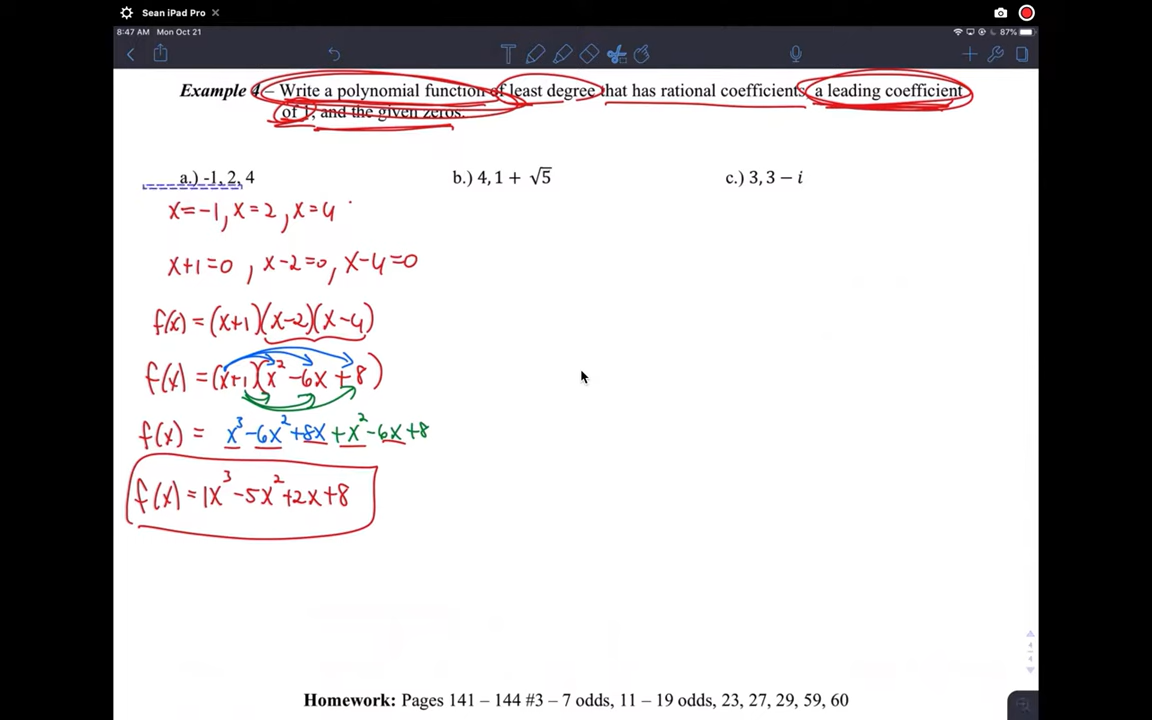 Sean iPad Pro ×
8:47 AM Mon Oct 21
87%
T
Example 4 – Write a polynomial function of least degree that has rational coefficients, a leading coefficient
of 1, and the given zeros.
a.) -1, 2, 4
b.) 4, 1 + √5
c.) 3, 3 − i
x=-1, x=2, x=4
x+1=0, x-2=0, x-4=0
f(x) = (x+1)(x-2)(x-4)
f(x) = (x+1)(x² -6x +8)
f(x) = x³ -6x² +8x +x² -6x +8
f(x) = 1x³ -5x² +2x +8
Homework: Pages 141 – 144 #3 – 7 odds, 11 – 19 odds, 23, 27, 29, 59, 60